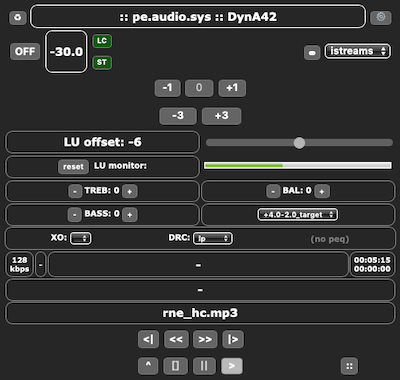 :: pe.audio.sys :: DynA42
OFF -30.0 LC ST istreams
-1 0 +1
-3 +3
LU offset: -6
reset LU monitor:
- TREB: 0 + - BAL: 0 +
- BASS: 0 + +4.0-2.0_target
XO: DRC: lp (no peq)
128 kbps - - 00:05:15 00:00:00
-
rne_hc.mp3
<| << >> |>
^ [] || > ::